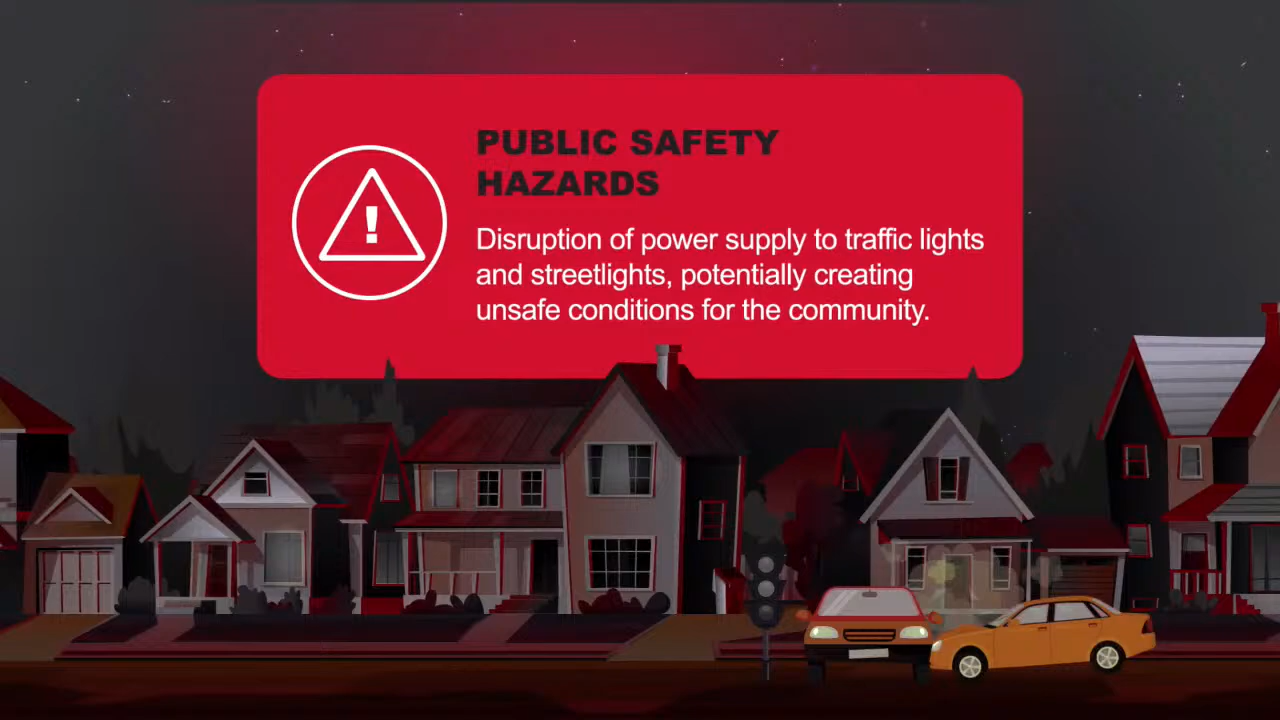 PUBLIC SAFETY
HAZARDS
Disruption of power supply to traffic lights
and streetlights, potentially creating
unsafe conditions for the community.